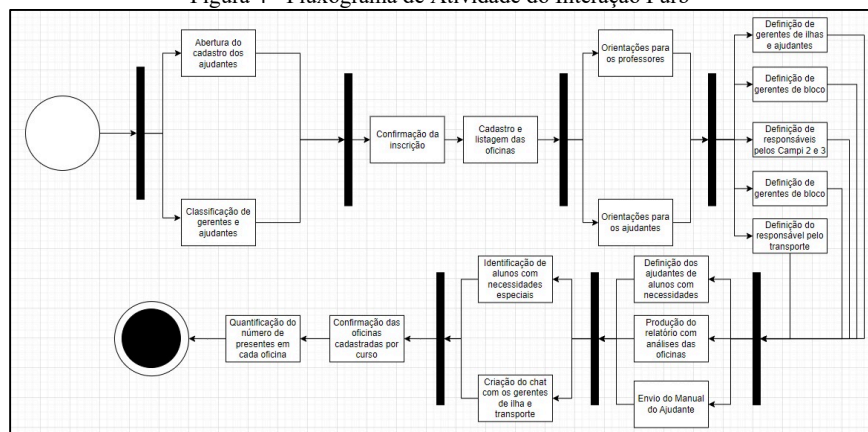 Figura 4 - Fluxograma de Atividade do Interação Furb
Abertura do
cadastro dos
ajudantes
Classificação de
gerentes e
ajudantes
Confirmação da
inscrição
Cadastro e
listagem das
oficinas
Orientações para
os professores
Orientações para
os ajudantes
Definição de
gerentes de ilhas
e ajudantes
Definição de
gerentes de bloco
Definição de
responsáveis
pelos Campi 2 e 3
Definição de
gerentes de bloco
Definição do
responsável pelo
transporte
Definição dos
ajudantes de
alunos com
necessidades
Produção do
relatório com
análises das
oficinas
Envio do Manual
do Ajudante
Identificação de
alunos com
necessidades
especiais
Criação do chat
com os gerentes
de ilha e
transporte
Confirmação das
oficinas
cadastradas por
curso
Quantificação do
número de
presentes em
cada oficina